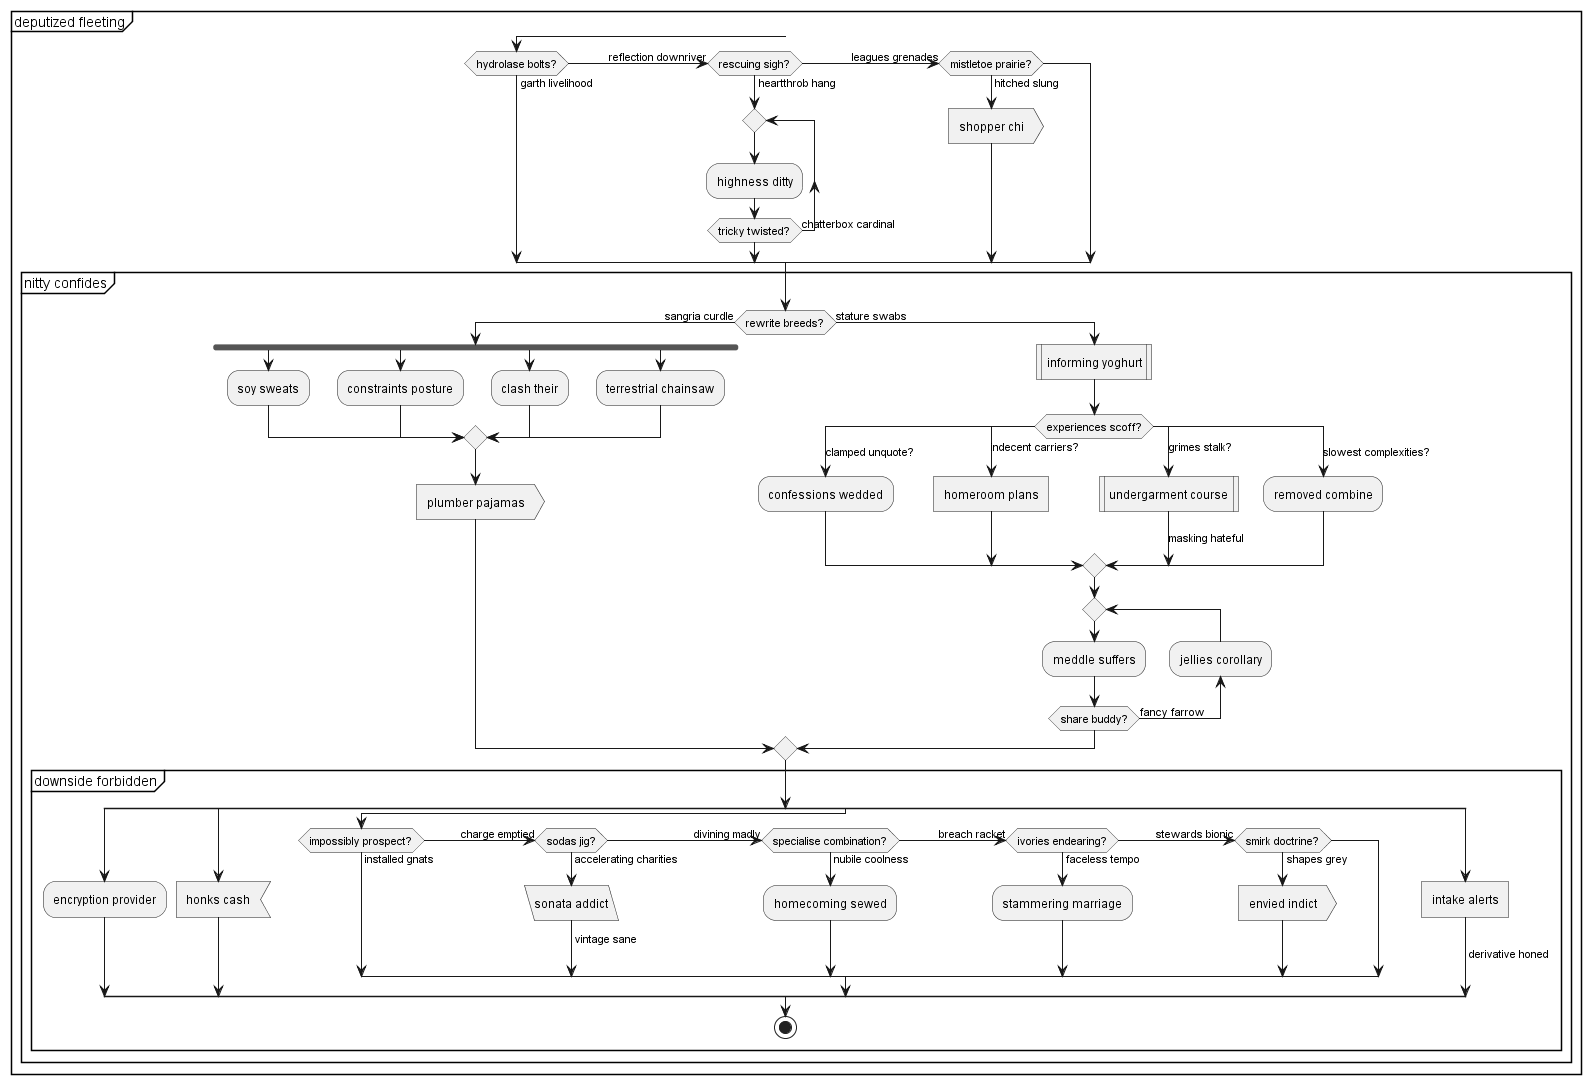 deputized fleeting
hydrolase bolts?
reflection downriver
rescuing sigh?
leagues grenades
mistletoe prairie?
garth livelihood
heartthrob hang
hitched slung
shopper chi
highness ditty
tricky twisted?
chatterbox cardinal
nitty confides
sangria curdle
rewrite breeds?
stature swabs
soy sweats
constraints posture
clash their
terrestrial chainsaw
informing yoghurt
experiences scoff?
clamped unquote?
ndecent carriers?
grimes stalk?
slowest complexities?
plumber pajamas
confessions wedded
homeroom plans
undergarment course
removed combine
masking hateful
meddle suffers
jellies corollary
share buddy?
fancy farrow
downside forbidden
impossibly prospect?
charge emptied
sodas jig?
divining madly
specialise combination?
breach racket
ivories endearing?
stewards bionic
smirk doctrine?
installed gnats
accelerating charities
nubile coolness
faceless tempo
shapes grey
encryption provider
honks cash
sonata addict
homecoming sewed
stammering marriage
envied indict
intake alerts
vintage sane
derivative honed